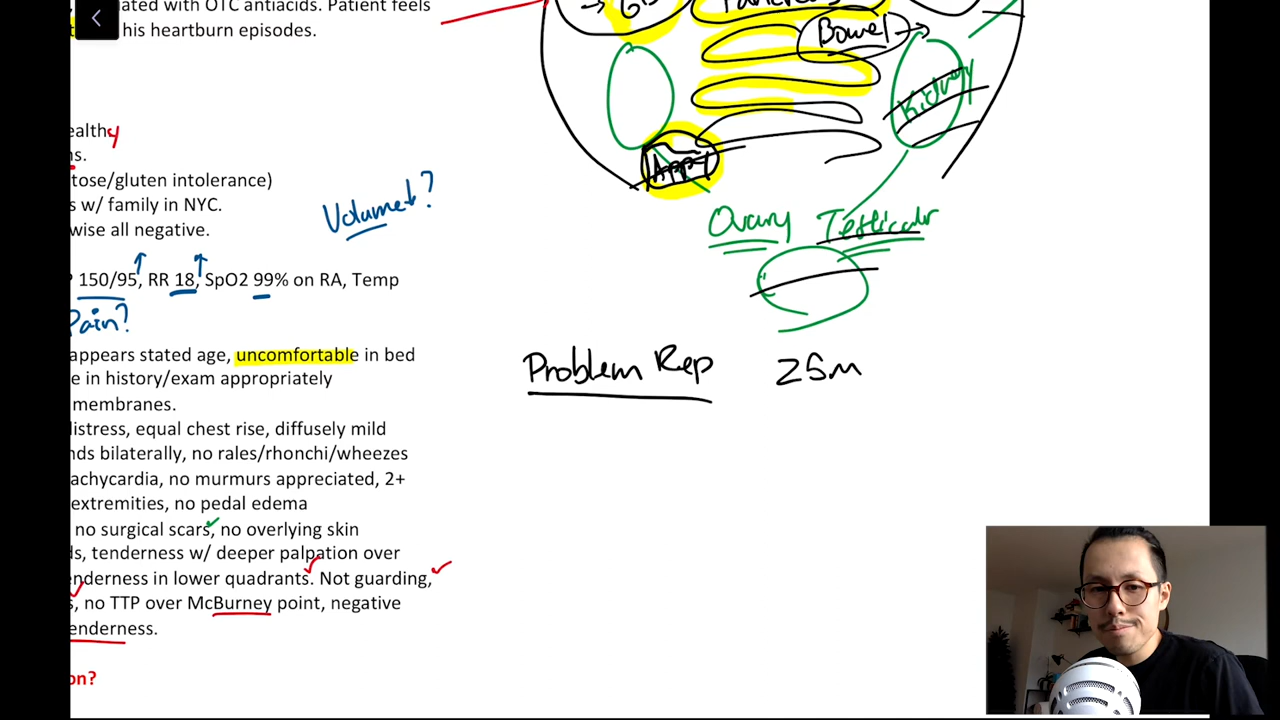 ated with OTC antiacids. Patient feels
his heartburn episodes.
ealthy
ns.
tose/gluten intolerance)
s w/ family in NYC.
wise all negative.
150/95, RR 18, SpO2 99% on RA, Temp
Pain?
appears stated age, uncomfortable in bed
e in history/exam appropriately
membranes.
distress, equal chest rise, diffusely mild
nds bilaterally, no rales/rhonchi/wheezes
achycardia, no murmurs appreciated, 2+
extremities, no pedal edema
no surgical scars, no overlying skin
ds, tenderness w/ deeper palpation over
enderness in lower quadrants. Not guarding,
s, no TTP over McBurney point, negative
enderness.
on?
Volume?
Pancreas
Bowel
Kidney
Appy
Ovary Testicular
Problem Rep 25m